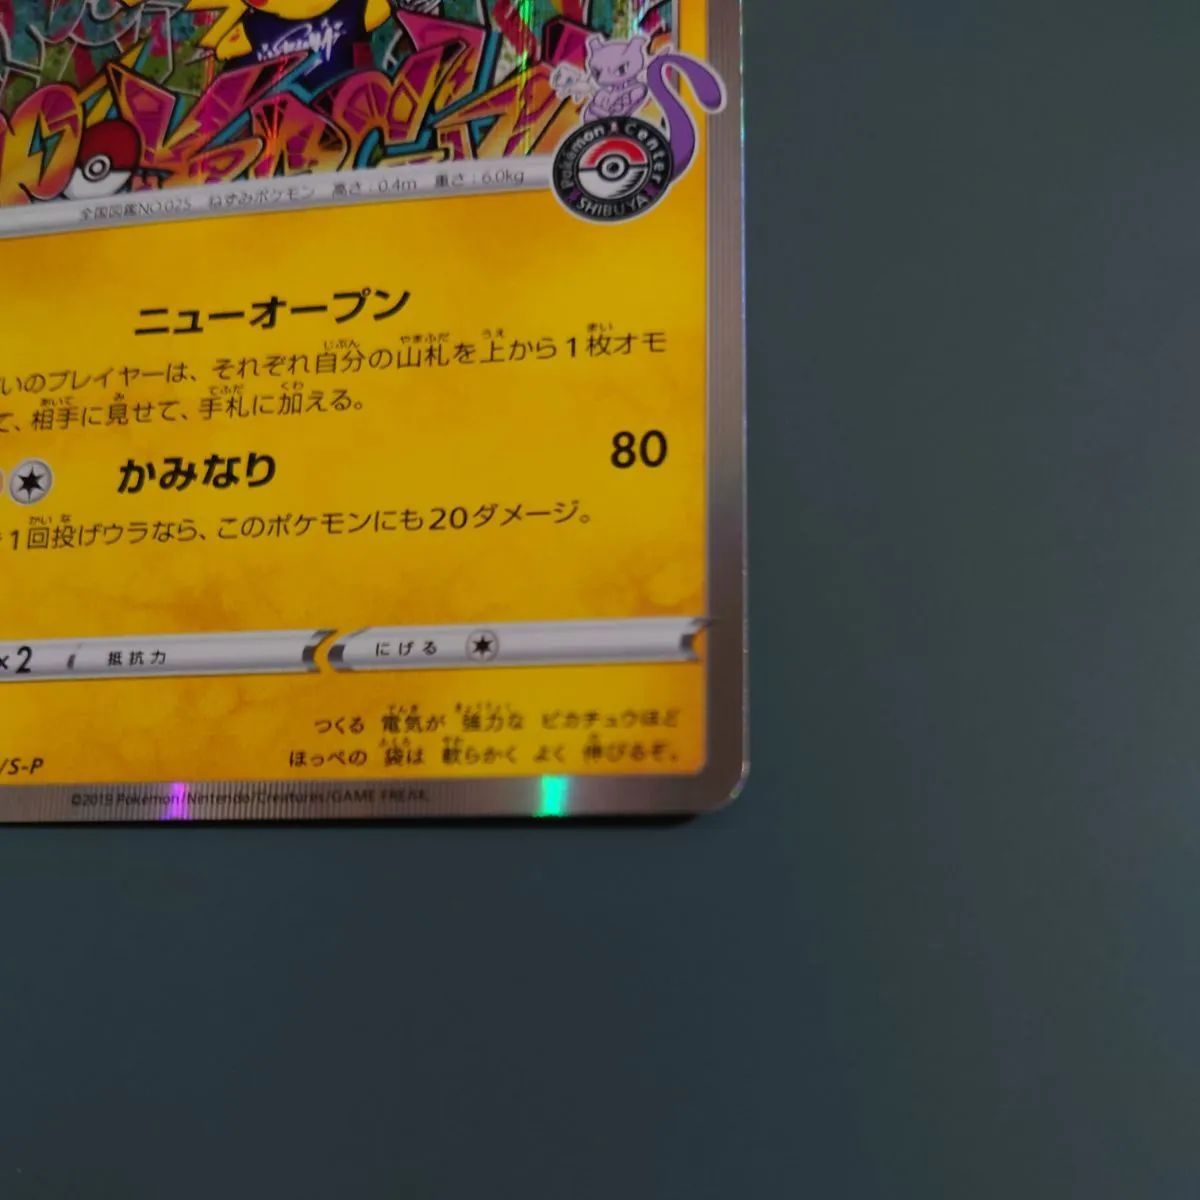 Pokémon Center
SHIBUYA
全国図鑑NO.025 ねずみポケモン 高さ：0.4m 重さ：6.0kg
ニューオープン
いのプレイヤーは、それぞれ自分の山札を上から1枚オモ
て、相手に見せて、手札に加える。
かみなり 80
1回投げウラなら、このポケモンにも20ダメージ。
×2 抵抗力 にげる
つくる 電気が 強力な ピカチュウほど
ほっぺの 袋は 軟らかく よく 伸びるぞ。
/S-P
©2019 Pokémon/Nintendo/Creatures/GAME FREAK.